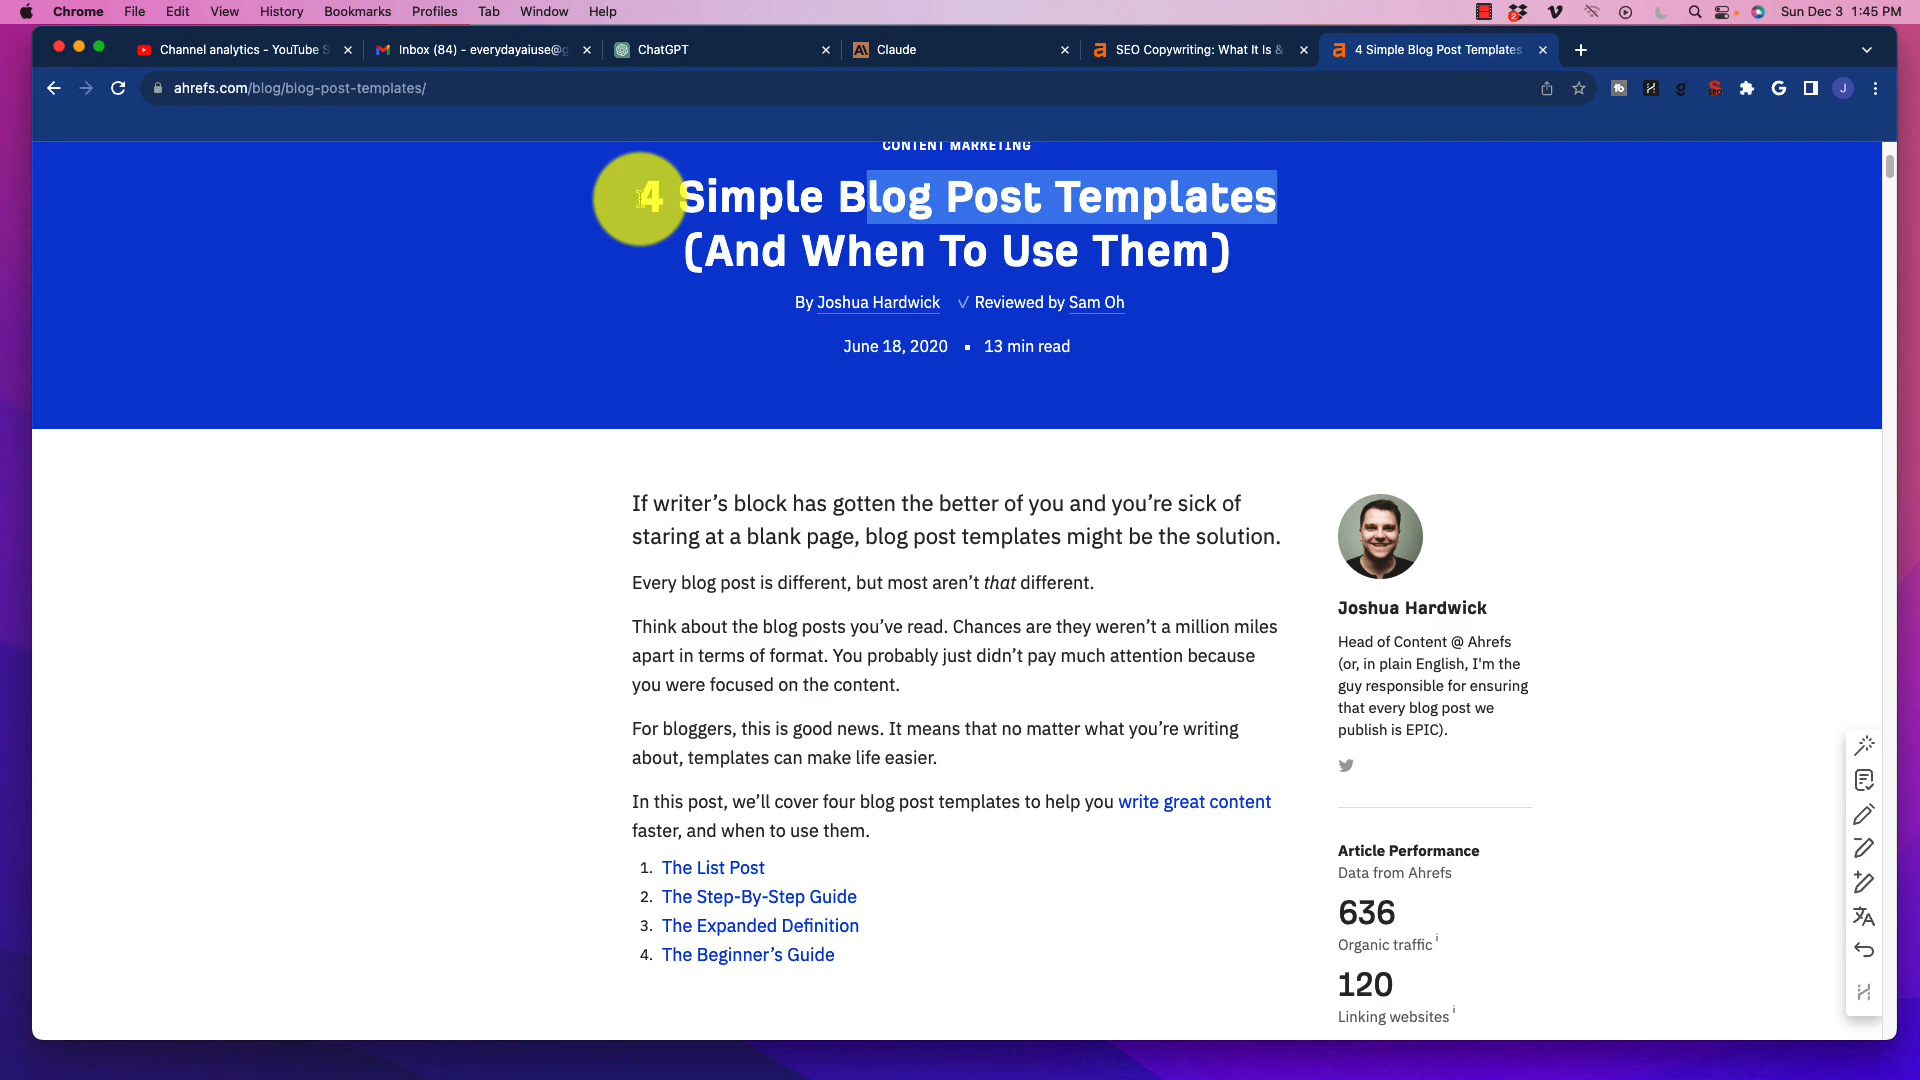 Chrome File Edit View History Bookmarks Profiles Tab Window Help
2
Sun Dec 3 1:45 PM
Channel analytics - YouTube S
Inbox (84) - everydayaiuse@g
ChatGPT
Claude
SEO Copywriting: What It Is &
4 Simple Blog Post Templates
ahrefs.com/blog/blog-post-templates/
tb
SEO
J
CONTENT MARKETING
4 Simple Blog Post Templates
(And When To Use Them)
By Joshua Hardwick √ Reviewed by Sam Oh
June 18, 2020 ▪ 13 min read
If writer’s block has gotten the better of you and you’re sick of
staring at a blank page, blog post templates might be the solution.
Every blog post is different, but most aren’t that different.
Think about the blog posts you’ve read. Chances are they weren’t a million miles
apart in terms of format. You probably just didn’t pay much attention because
you were focused on the content.
For bloggers, this is good news. It means that no matter what you’re writing
about, templates can make life easier.
In this post, we’ll cover four blog post templates to help you write great content
faster, and when to use them.
1. The List Post
2. The Step-By-Step Guide
3. The Expanded Definition
4. The Beginner’s Guide
Joshua Hardwick
Head of Content @ Ahrefs
(or, in plain English, I'm the
guy responsible for ensuring
that every blog post we
publish is EPIC).
Article Performance
Data from Ahrefs
636
Organic traffic i
120
Linking websites i